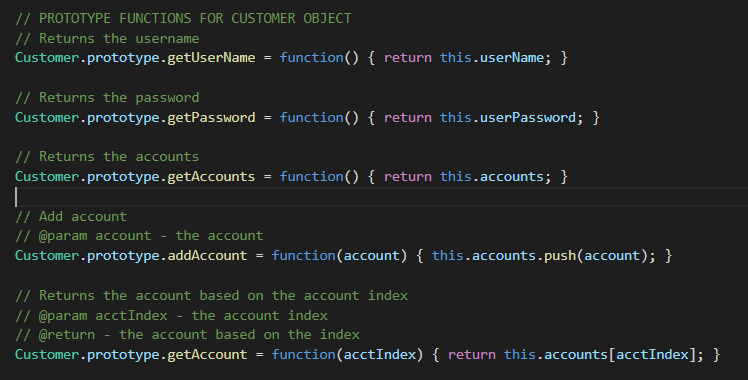 // PROTOTYPE FUNCTIONS FOR CUSTOMER OBJECT
// Returns the username
Customer.prototype.getUserName = function() { return this.userName; }
// Returns the password
Customer.prototype.getPassword = function() { return this.userPassword; }
// Returns the accounts
Customer.prototype.getAccounts = function() { return this.accounts; }
// Add account
// @param account - the account
Customer.prototype.addAccount = function(account) { this.accounts.push(account); }
// Returns the account based on the account index
// @param acctIndex - the account index
// @return - the account based on the index
Customer.prototype.getAccount = function(acctIndex) { return this.accounts[acctIndex]; }